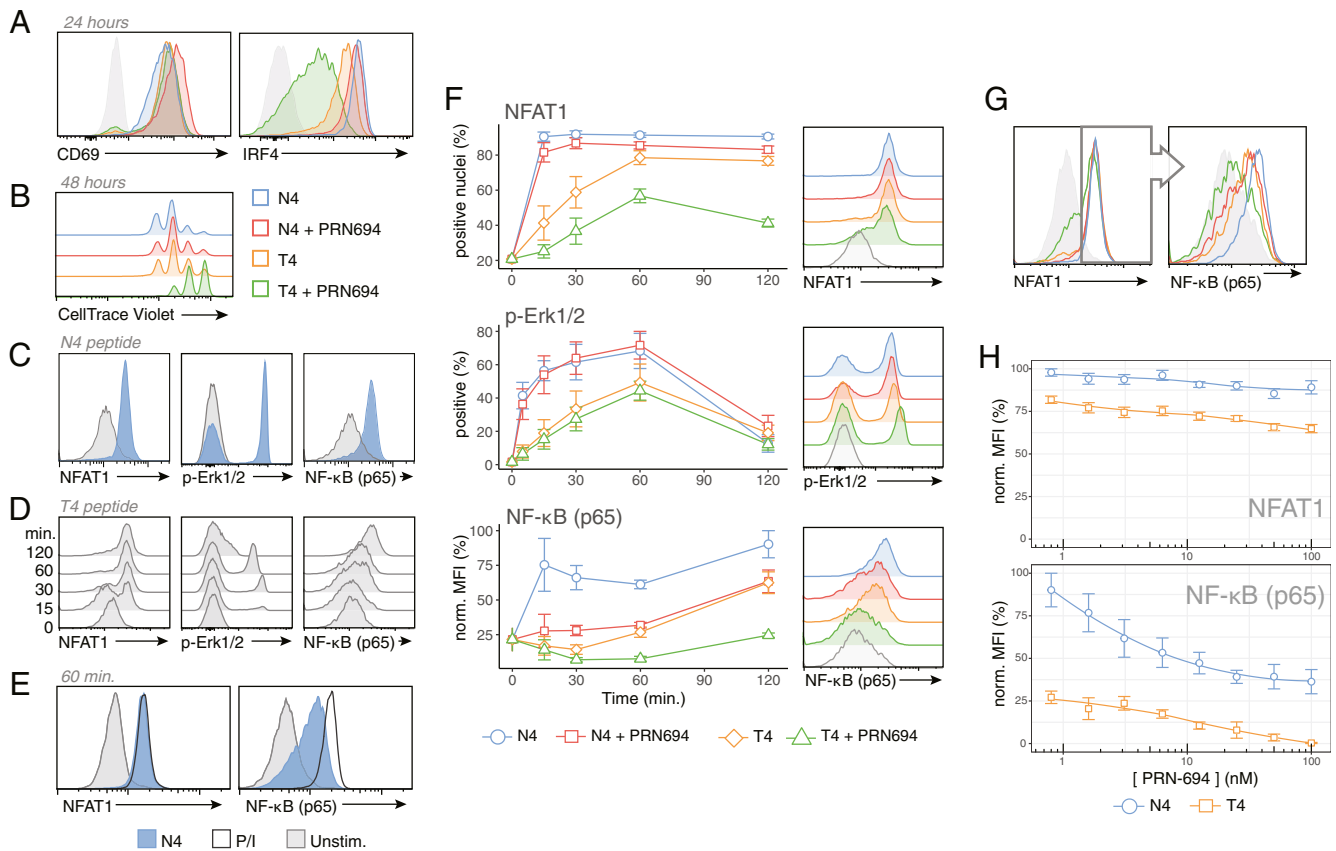 A
24 hours
CD69
IRF4
B
48 hours
CellTrace Violet
N4
N4 + PRN694
T4
T4 + PRN694
C
N4 peptide
NFAT1
p-Erk1/2
NF-κB (p65)
D
T4 peptide
min.
120
60
30
15
0
NFAT1
p-Erk1/2
NF-κB (p65)
E
60 min.
NFAT1
NF-κB (p65)
N4
P/I
Unstim.
F
NFAT1
positive nuclei (%)
80
60
40
20
0 30 60 90 120
NFAT1
p-Erk1/2
positive (%)
80
60
40
20
0
0 30 60 90 120
p-Erk1/2
NF-κB (p65)
norm. MFI (%)
100
75
50
25
0 30 60 90 120
Time (min.)
NF-κB (p65)
N4
N4 + PRN694
T4
T4 + PRN694
G
NFAT1
NF-κB (p65)
H
norm. MFI (%)
100
75
50
25
0
NFAT1
1 10 100
norm. MFI (%)
100
75
50
25
0
NF-κB (p65)
1 10 100
[ PRN-694 ] (nM)
N4
T4